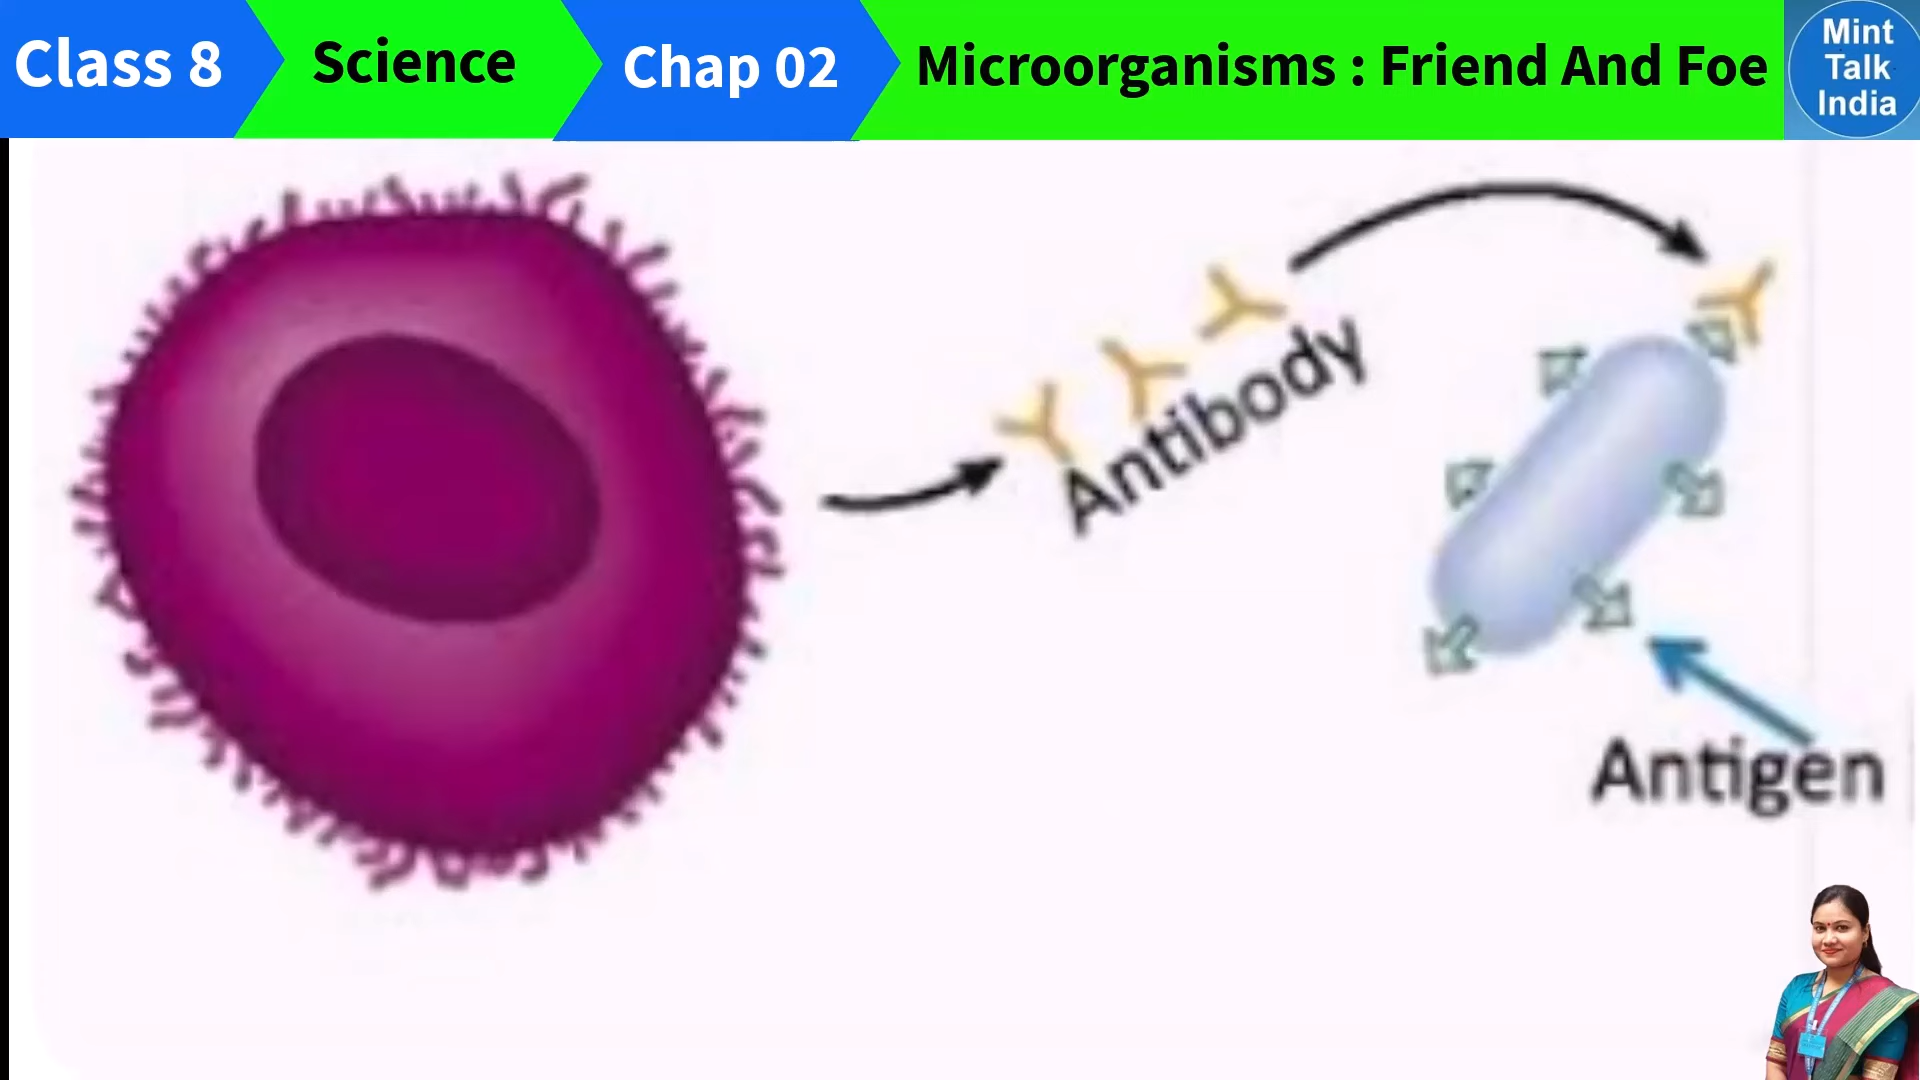 Class 8
Science
Chap 02
Microorganisms : Friend And Foe
Mint
Talk
India
Antibody
Antigen